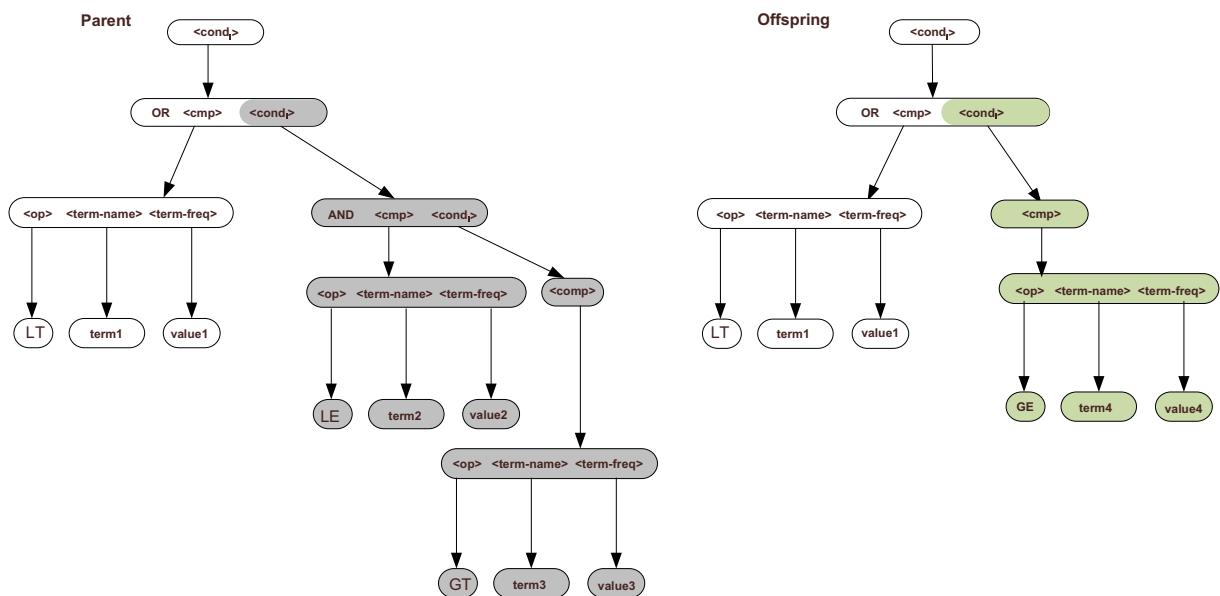 Parent
<cond_I>
OR <cmp> <cond_I>
<op> <term-name> <term-freq>
AND <cmp> <cond_I>
<op> <term-name> <term-freq>
<comp>
LT term1 value1
LE term2 value2
<op> <term-name> <term-freq>
GT term3 value3
Offspring
<cond_I>
OR <cmp> <cond_I>
<op> <term-name> <term-freq>
<cmp>
<op> <term-name> <term-freq>
LT term1 value1
GE term4 value4